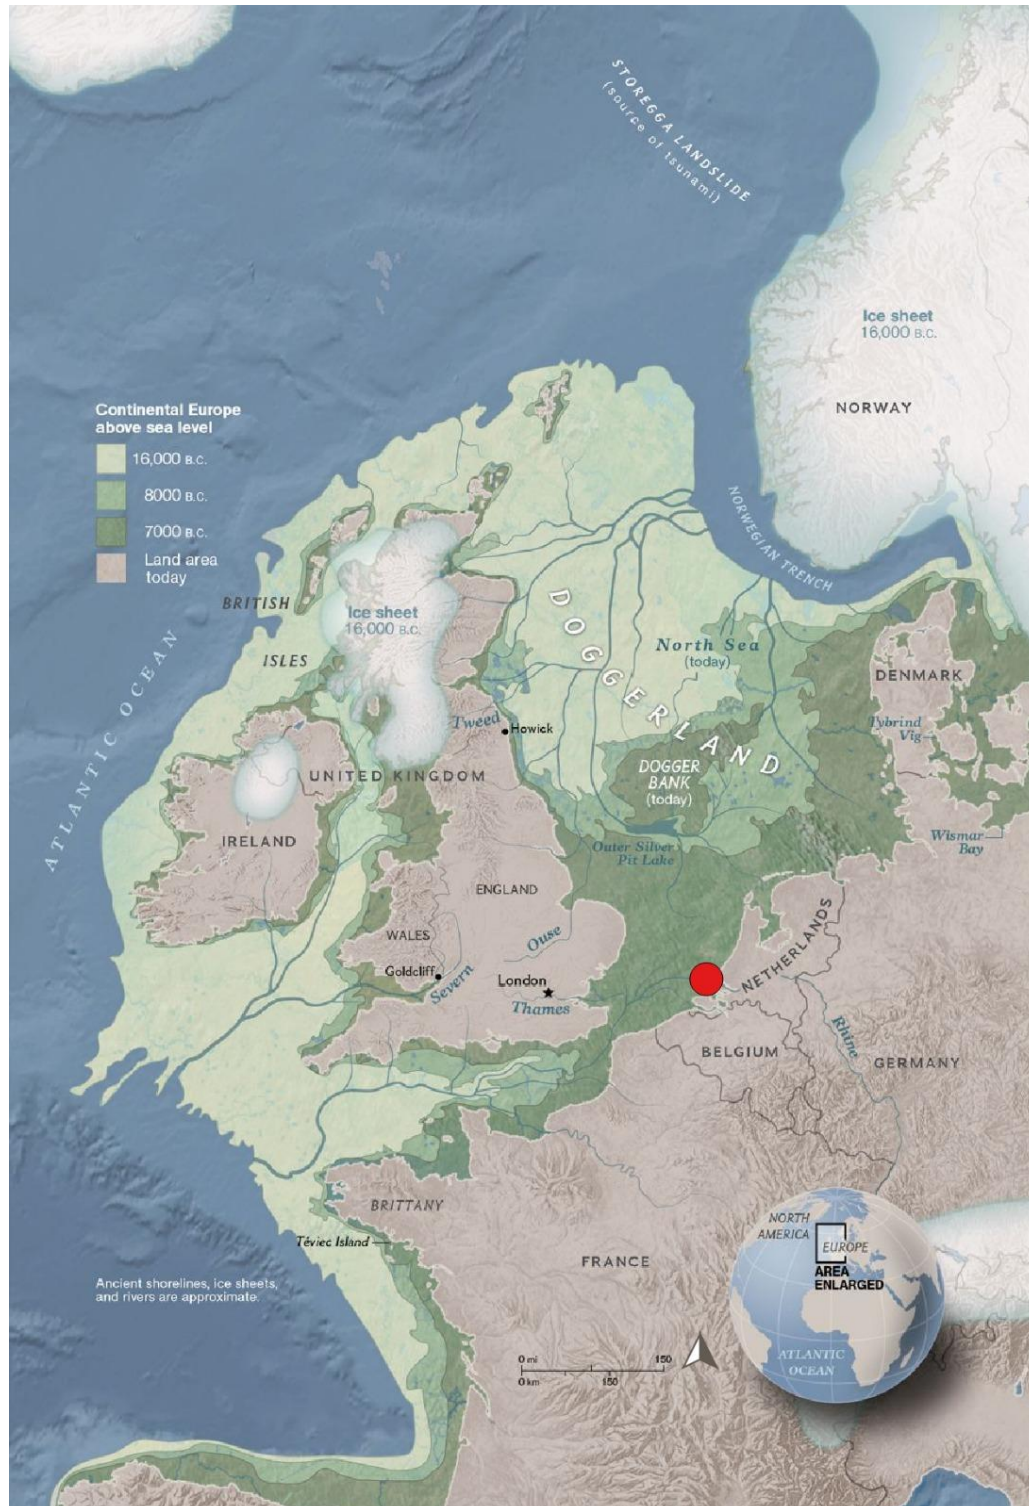 STOREGGA LANDSLIDE
(source of tsunami)
Ice sheet
16,000 B.C.
NORWAY
Continental Europe
above sea level
16,000 B.C.
8000 B.C.
7000 B.C.
Land area
today
NORWEGIAN TRENCH
BRITISH
ISLES
Ice sheet
16,000 B.C.
DOGGERLAND
North Sea
(today)
DENMARK
ATLANTIC OCEAN
Tweed
Howick
Tybrind
Vig
UNITED KINGDOM
DOGGER
BANK
(today)
IRELAND
Outer Silver
Pit Lake
Wismar
Bay
ENGLAND
WALES
Ouse
NETHERLANDS
Goldcliff
Severn
London
Thames
Rhine
BELGIUM
GERMANY
BRITTANY
Téviec Island
FRANCE
NORTH
AMERICA
EUROPE
AREA
ENLARGED
ATLANTIC
OCEAN
Ancient shorelines, ice sheets,
and rivers are approximate.
0 mi 150
0 km 150